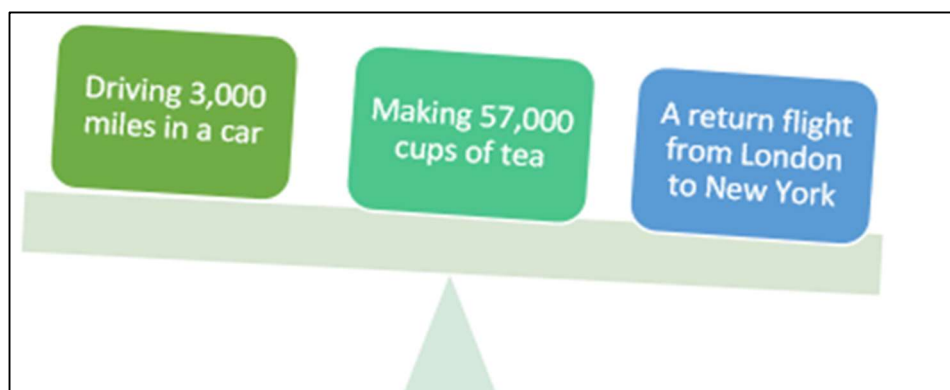 Driving 3,000
miles in a car
Making 57,000
cups of tea
A return flight
from London
to New York